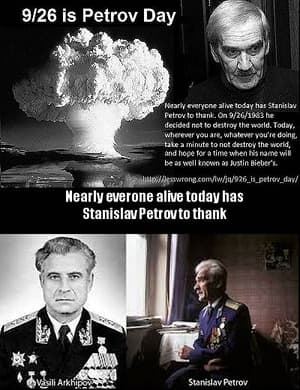 9/26 is Petrov Day
Nearly everyone alive today has Stanislav
Petrov to thank. On 9/26/1983 he
decided not to destroy the world. Today,
wherever you are, whatever you're doing,
take a minute to not destroy the world,
and hope for a time when his name will
be as well known as Justin Bieber's.
http://lesswrong.com/lw/jq/926_is_petrov_day/
Nearly everone alive today has
Stanislav Petrov to thank
Vasili Arkhipov
Stanislav Petrov